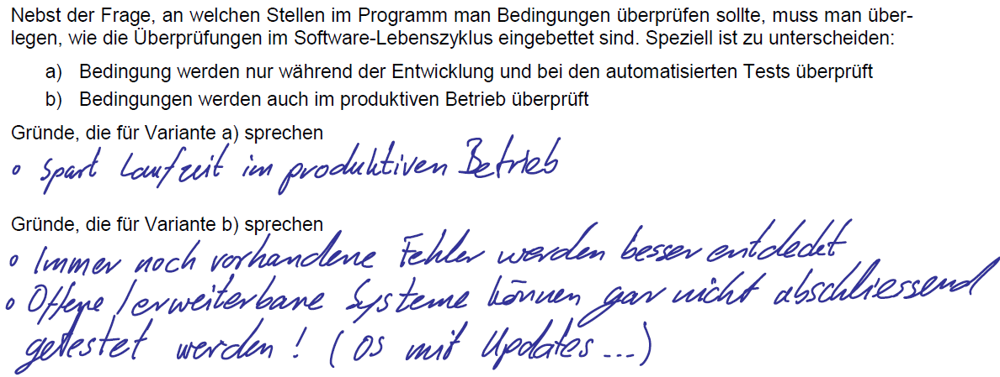 Nebst der Frage, an welchen Stellen im Programm man Bedingungen überprüfen sollte, muss man über-
legen, wie die Überprüfungen im Software-Lebenszyklus eingebettet sind. Speziell ist zu unterscheiden:
a) Bedingung werden nur während der Entwicklung und bei den automatisierten Tests überprüft
b) Bedingungen werden auch im produktiven Betrieb überprüft
Gründe, die für Variante a) sprechen
• Spart Laufzeit im produktiven Betrieb
Gründe, die für Variante b) sprechen
• Immer noch vorhandene Fehler werden besser entdeckt
• Offene / erweiterbare Systeme können gar nicht abschliessend
getestet werden! (OS mit Updates...)